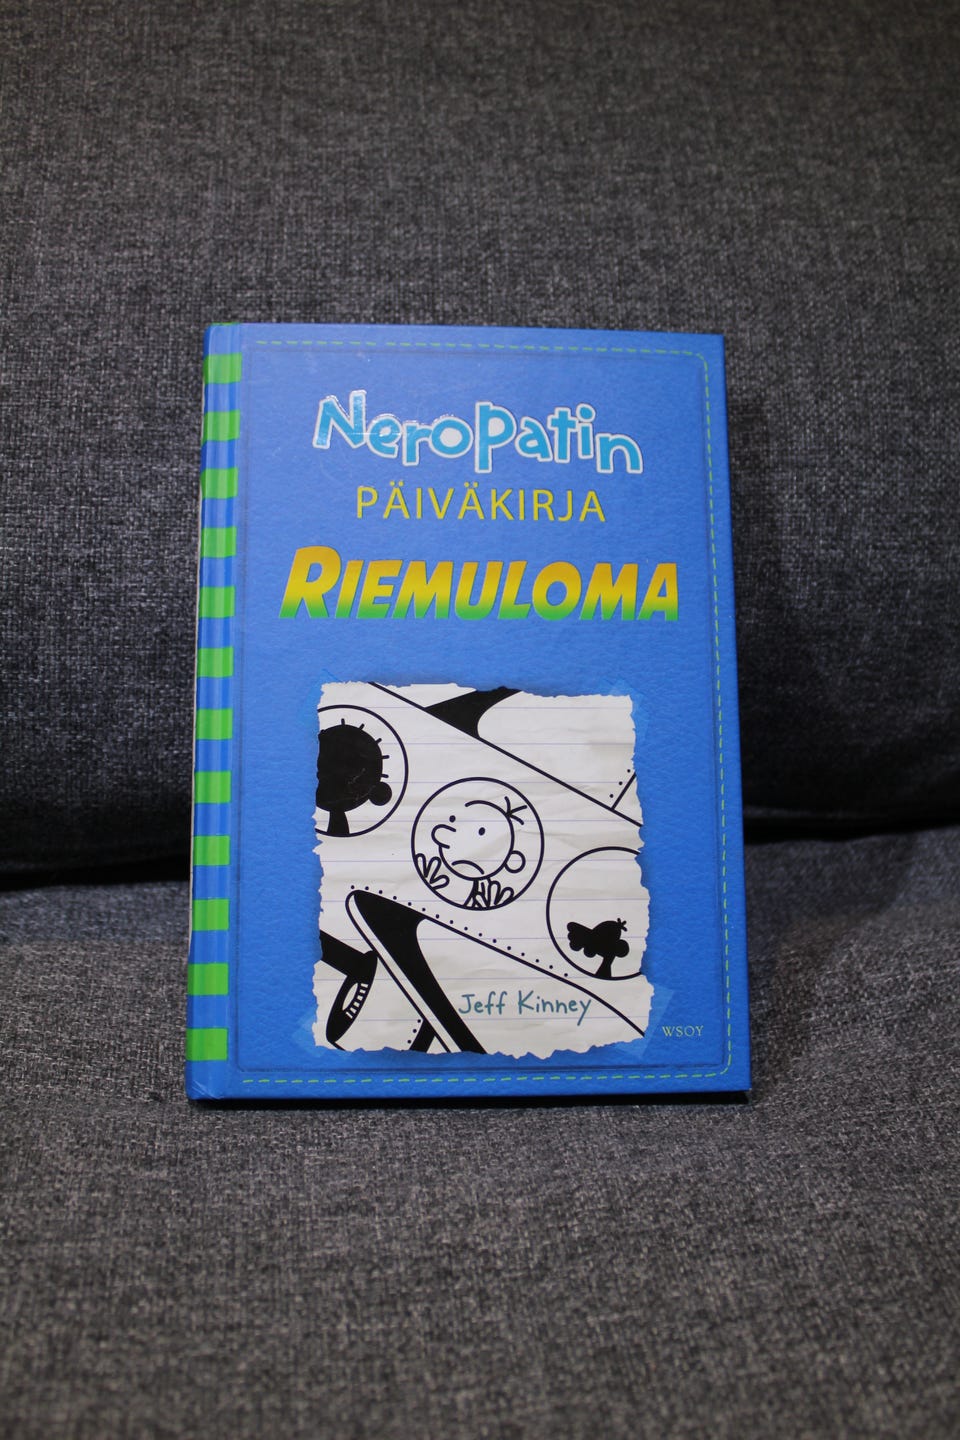 Neropatin
PÄIVÄKIRJA
RIEMULOMA
Jeff Kinney
WSOY